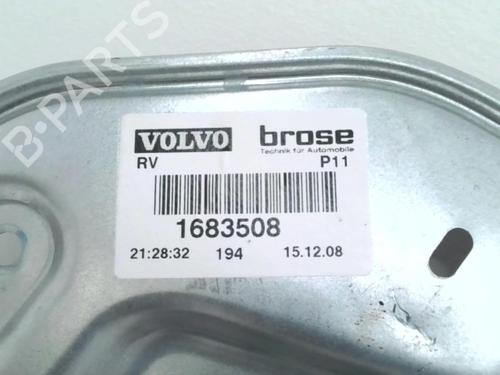 VOLVO brose
Technik für Automobile
RV P11
1683508
21:28:32 194 15.12.08
B-PARTS